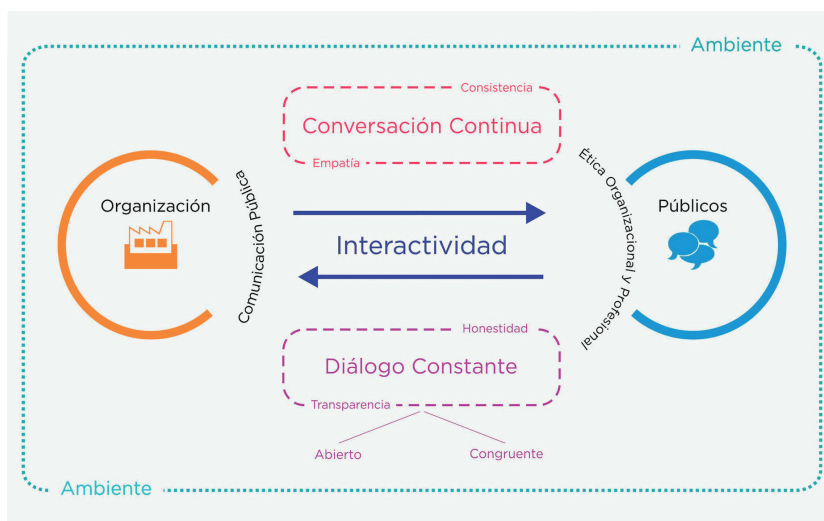 Ambiente
Consistencia
Conversación Continua
Empatía
Organización
Comunicación Pública
Interactividad
Ética Organizacional y Profesional
Públicos
Honestidad
Diálogo Constante
Transparencia
Abierto
Congruente
Ambiente